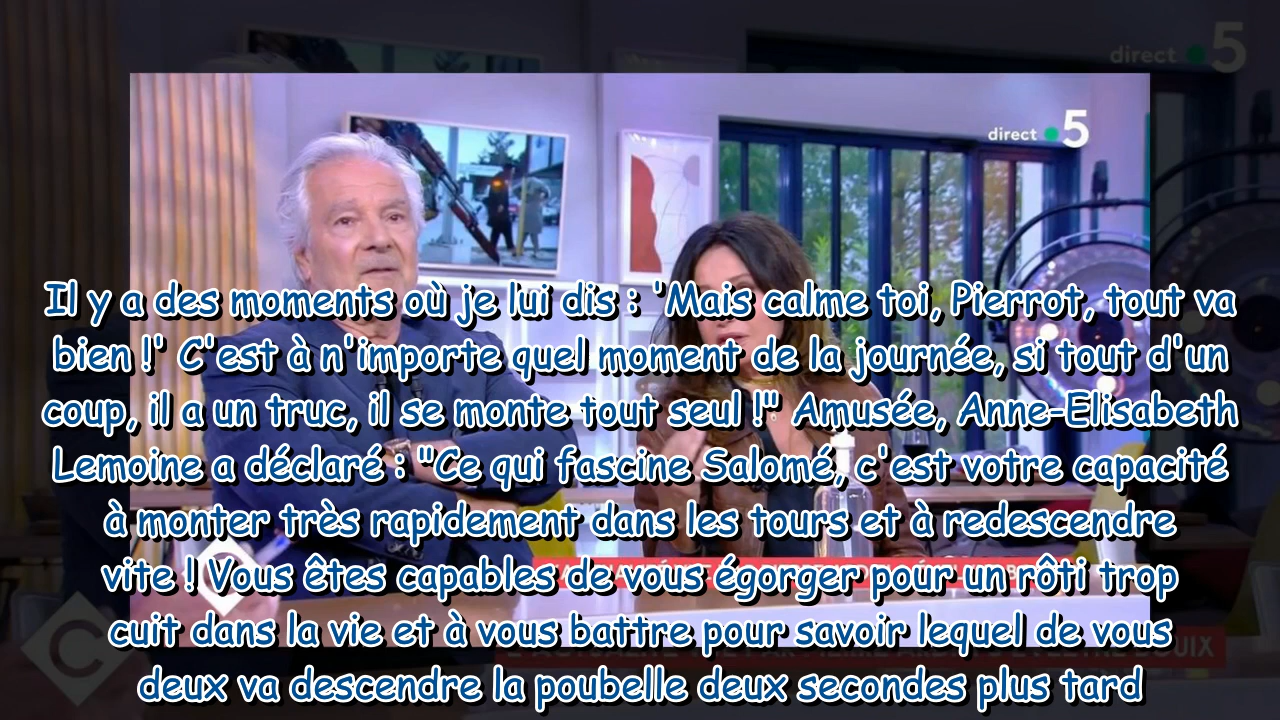 direct 5
direct 5
Il y a des moments où je lui dis : 'Mais calme toi, Pierrot, tout va
bien !' C'est à n'importe quel moment de la journée, si tout d'un
coup, il a un truc, il se monte tout seul !" Amusée, Anne-Elisabeth
Lemoine a déclaré : "Ce qui fascine Salomé, c'est votre capacité
à monter très rapidement dans les tours et à redescendre
vite ! Vous êtes capables de vous égorger pour un rôti trop
cuit dans la vie et à vous battre pour savoir lequel de vous
deux va descendre la poubelle deux secondes plus tard
C